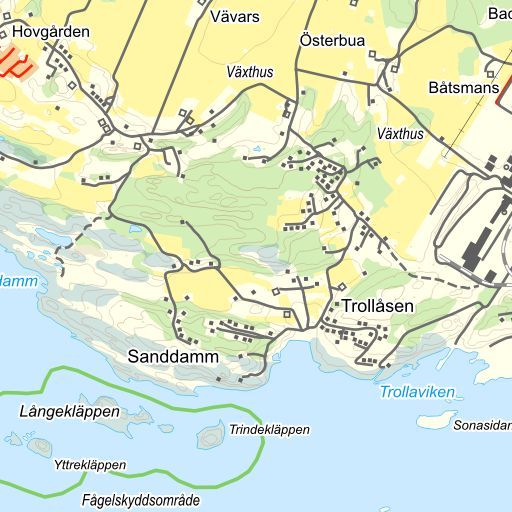 Vävars
Bac
Hovgården
Österbua
Växthus
Båtsmans
Växthus
damm
Trollåsen
Sanddamm
Trollaviken
Långekläppen
Trindekläppen
Sonasidan
Yttrekläppen
Fågelskyddsområde